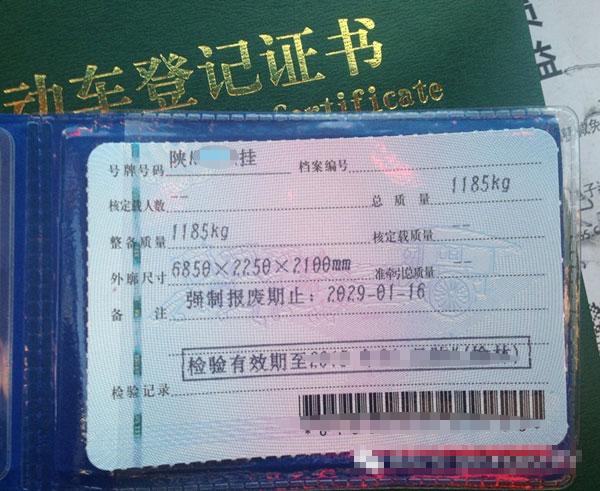 动车登记证书
Certificate
号牌号码 陕 挂 档案编号
核定载人数 -- 总质量 1185kg
整备质量 1185kg 核定载质量 --
外廓尺寸 6850×2250×2100mm 准牵引总质量 --
备注 强制报废期止：2029-01-16
检验有效期至
检验记录